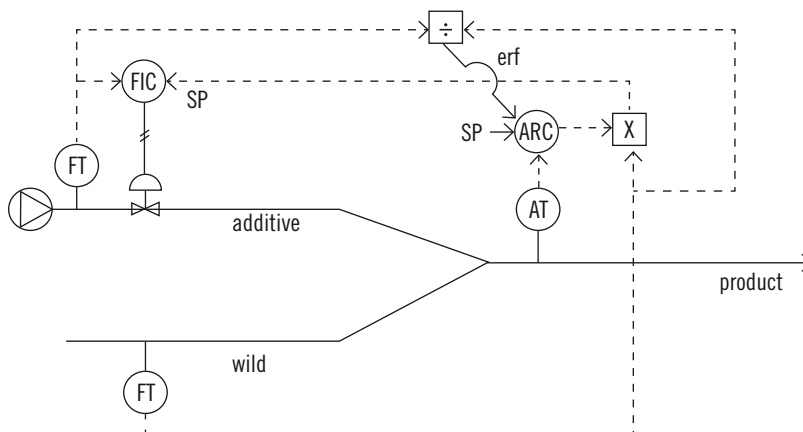 ÷
erf
FIC
SP
SP
ARC
X
FT
AT
additive
product
wild
FT